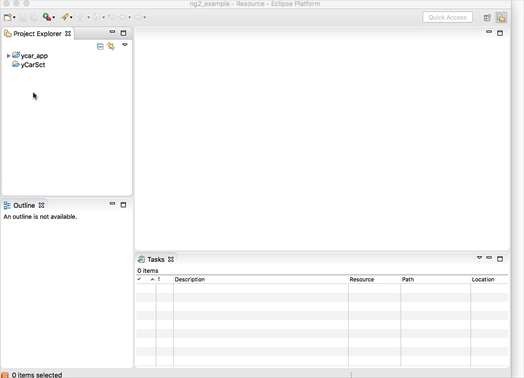 ng2_example - Resource - Eclipse Platform
Quick Access
Project Explorer
ycar_app
yCarSct
Outline
An outline is not available.
Tasks
0 items
! Description Resource Path Location
0 items selected